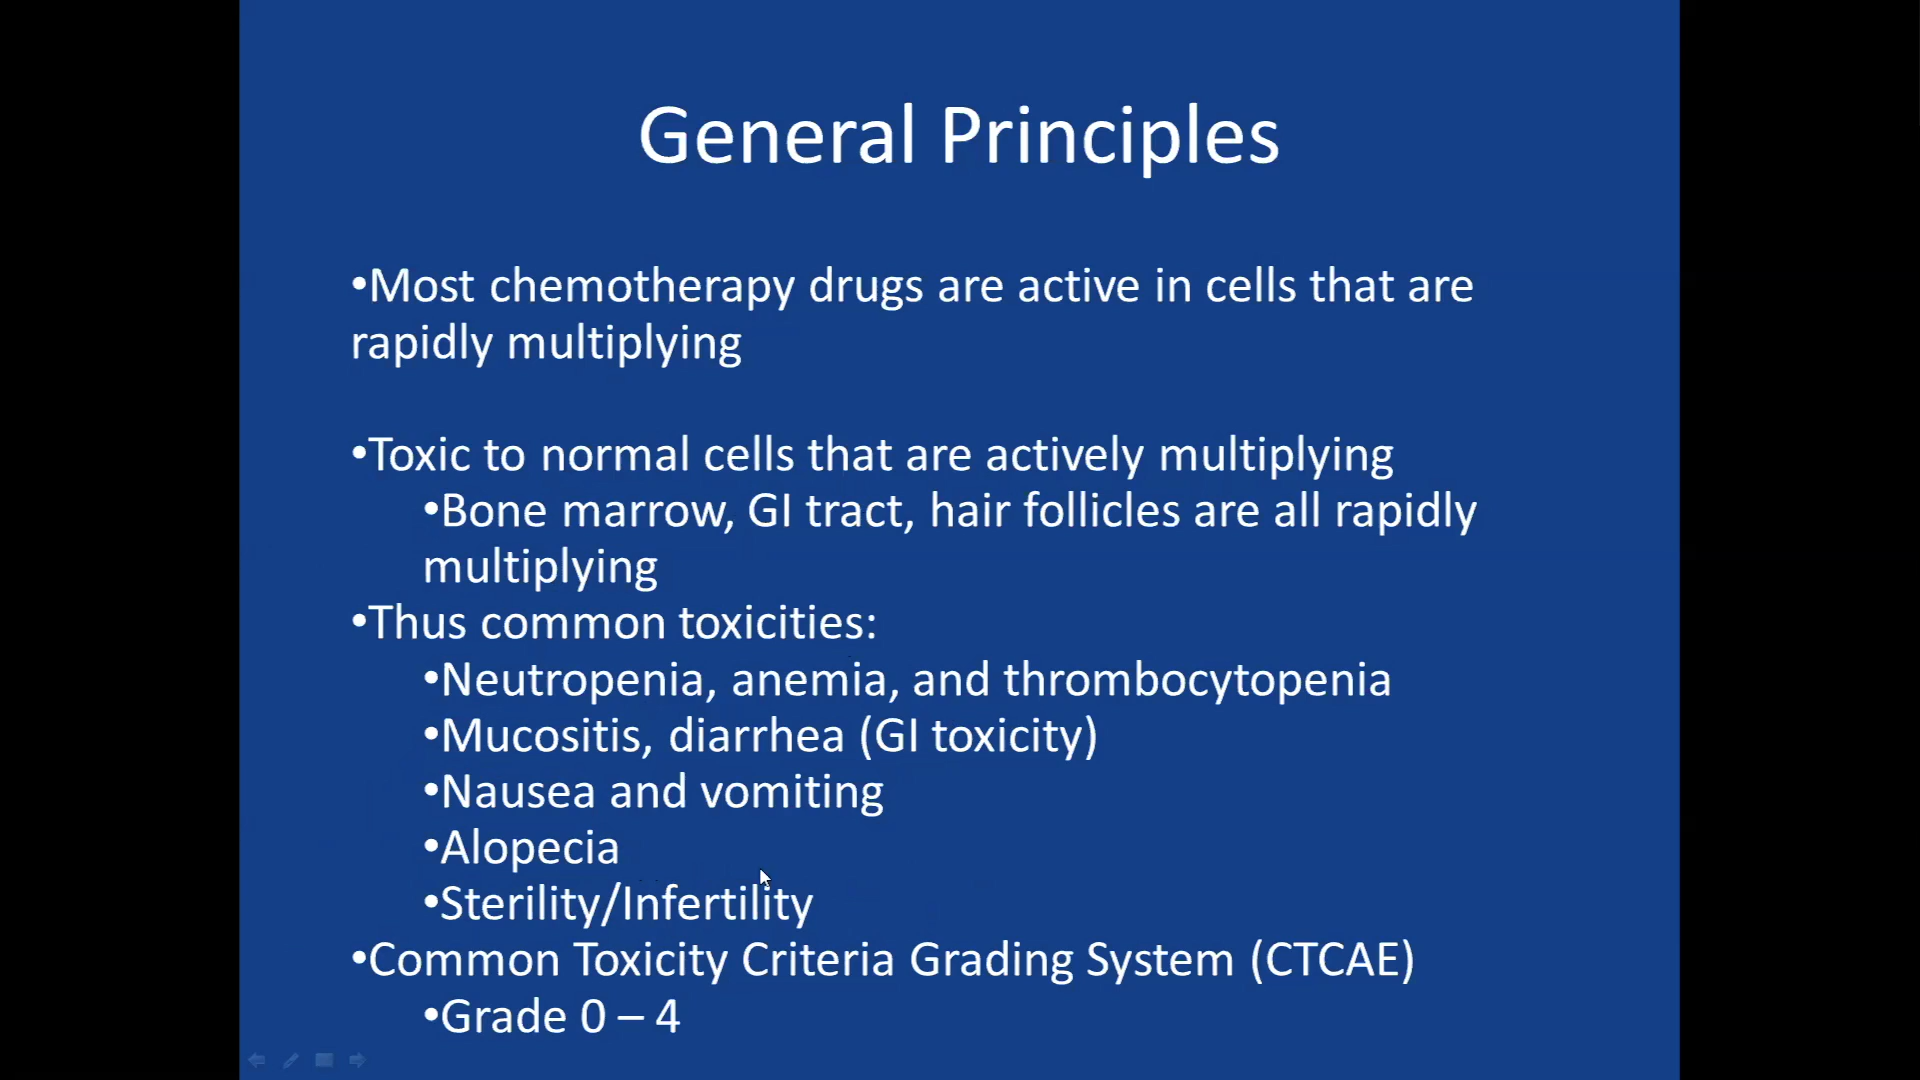 General Principles
•Most chemotherapy drugs are active in cells that are
rapidly multiplying
•Toxic to normal cells that are actively multiplying
•Bone marrow, GI tract, hair follicles are all rapidly
multiplying
•Thus common toxicities:
•Neutropenia, anemia, and thrombocytopenia
•Mucositis, diarrhea (GI toxicity)
•Nausea and vomiting
•Alopecia
•Sterility/Infertility
•Common Toxicity Criteria Grading System (CTCAE)
•Grade 0 – 4